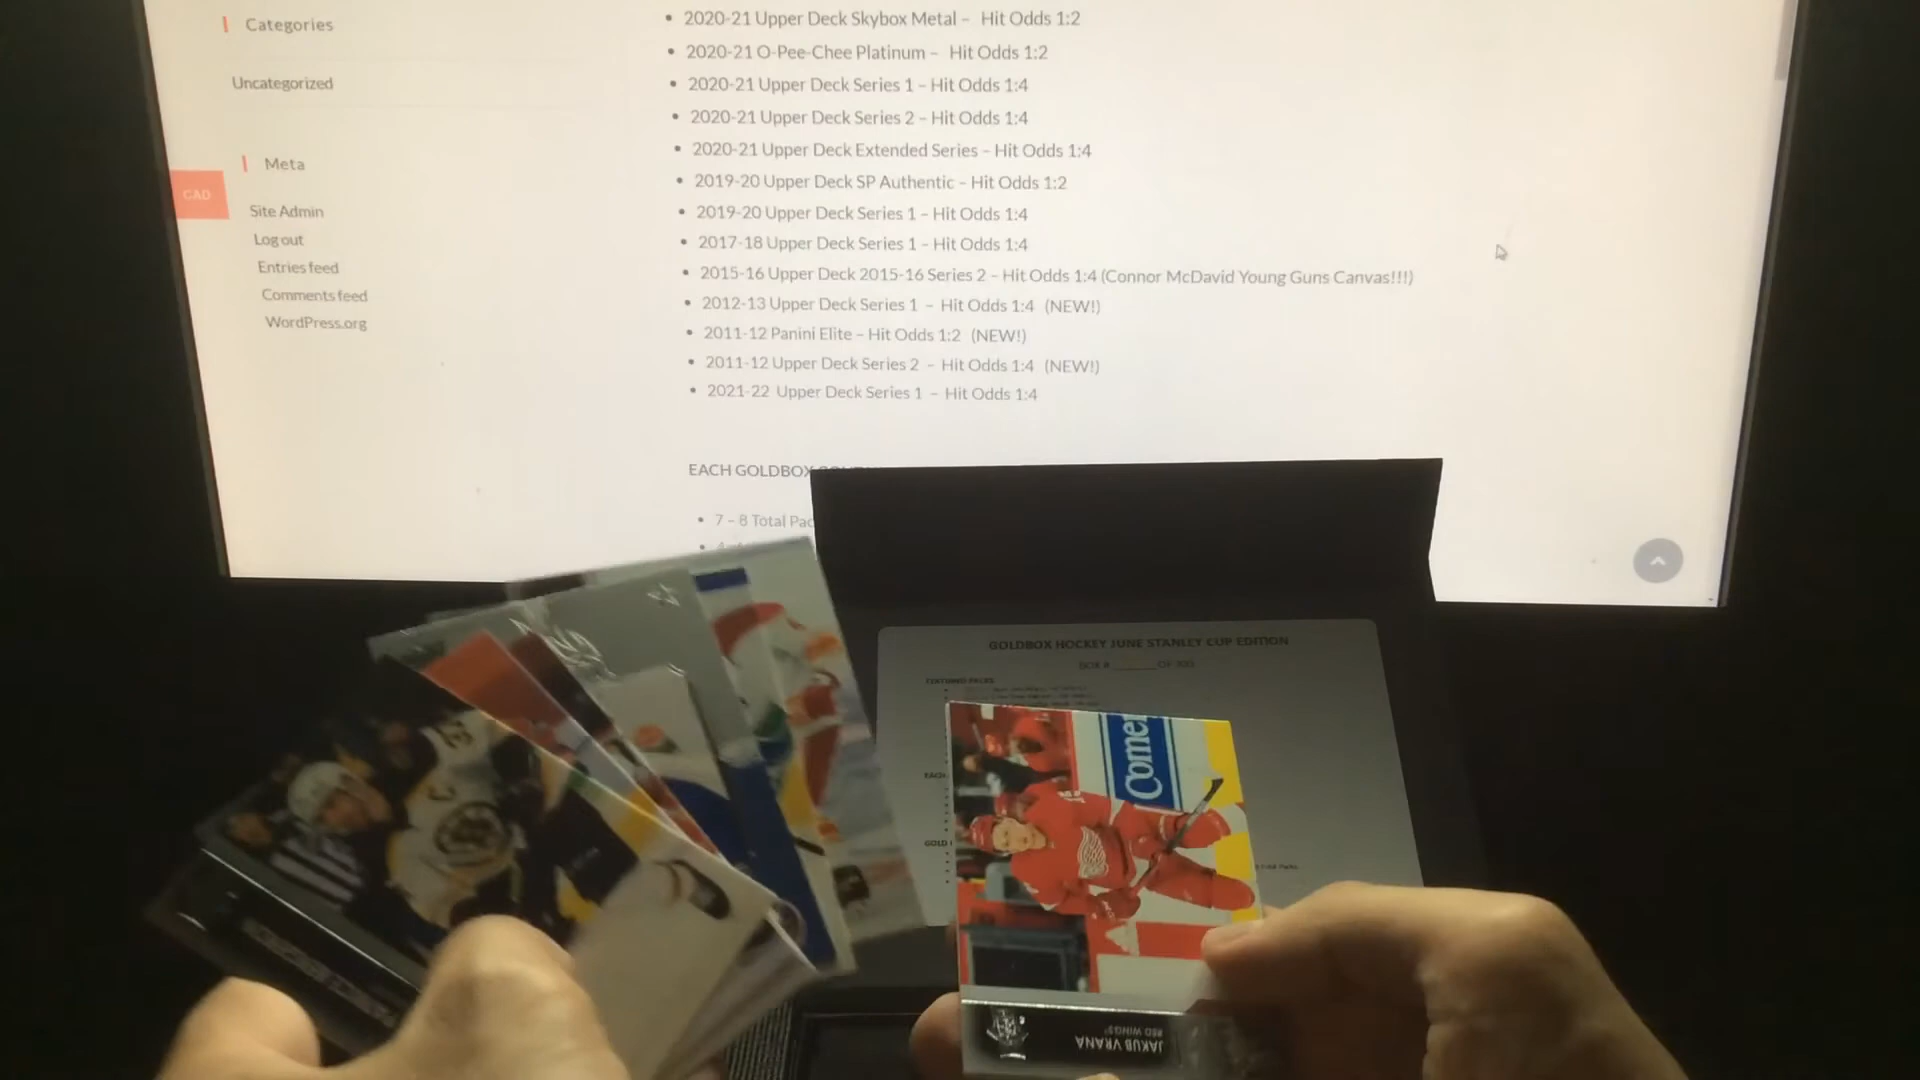 Categories
Uncategorized
Meta
CAD
Site Admin
Log out
Entries feed
Comments feed
WordPress.org
2020-21 Upper Deck Skybox Metal – Hit Odds 1:2
2020-21 O-Pee-Chee Platinum – Hit Odds 1:2
2020-21 Upper Deck Series 1 – Hit Odds 1:4
2020-21 Upper Deck Series 2 – Hit Odds 1:4
2020-21 Upper Deck Extended Series – Hit Odds 1:4
2019-20 Upper Deck SP Authentic – Hit Odds 1:2
2019-20 Upper Deck Series 1 – Hit Odds 1:4
2017-18 Upper Deck Series 1 – Hit Odds 1:4
2015-16 Upper Deck 2015-16 Series 2 – Hit Odds 1:4 (Connor McDavid Young Guns Canvas!!!)
2012-13 Upper Deck Series 1 – Hit Odds 1:4 (NEW!)
2011-12 Panini Elite – Hit Odds 1:2 (NEW!)
2011-12 Upper Deck Series 2 – Hit Odds 1:4 (NEW!)
2021-22 Upper Deck Series 1 – Hit Odds 1:4
EACH GOLDBOX
7 – 8 Total Pac
GOLDBOX HOCKEY JUNE STANLEY CUP EDITION
BOX #______OF
EACH
GOLD
Comer
JAKUB VRANA
RED WINGS